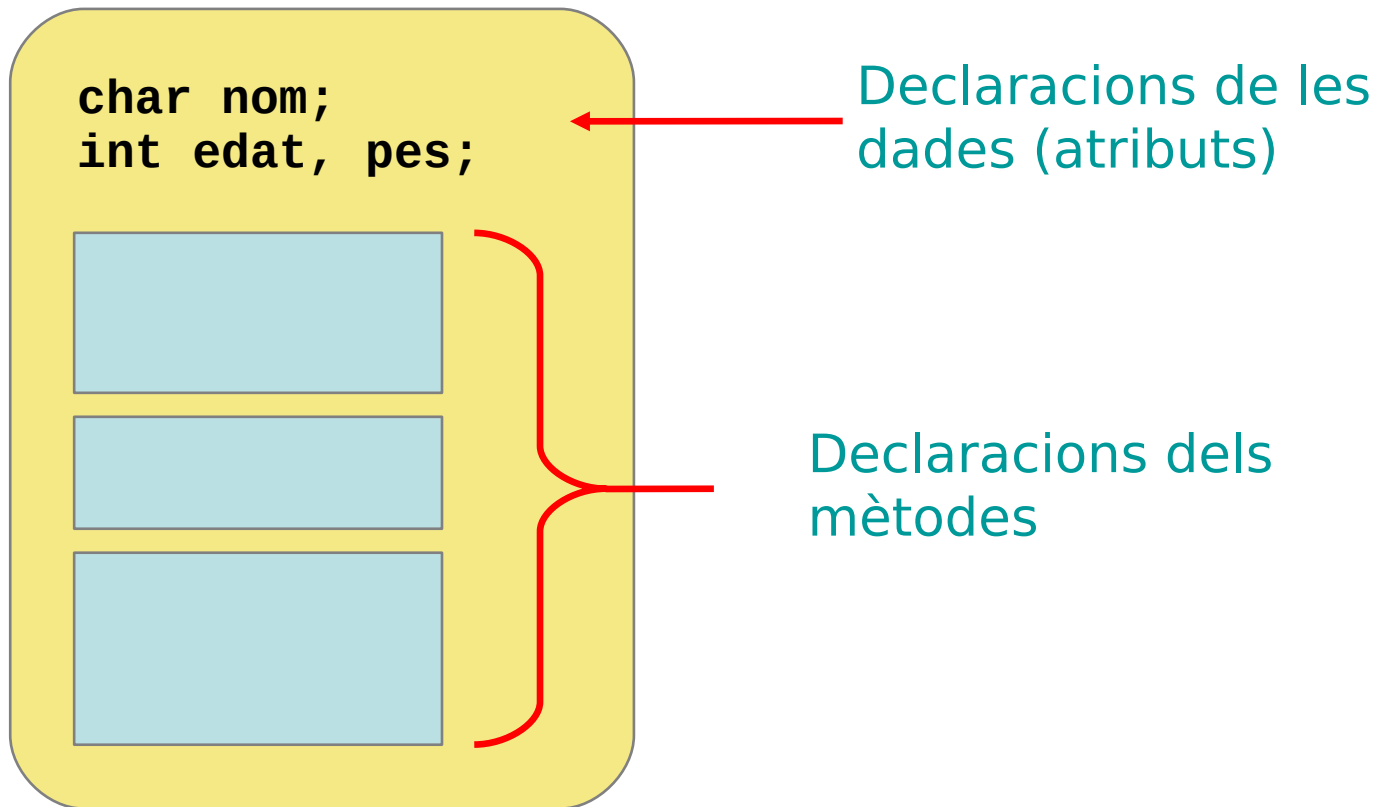 char nom;
int edat, pes;
Declaracions de les
dades (atributs)
Declaracions dels
mètodes